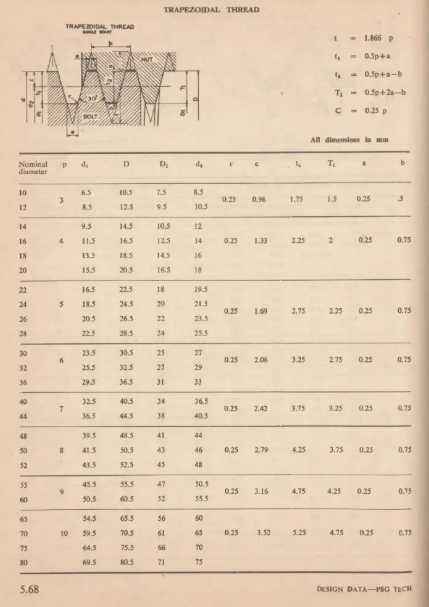 TRAPEZOIDAL THREAD
TRAPEZOIDAL THREAD
SINGLE START
NUT
BOLT
30°
t = 1.866 p
t₁ = 0.5p+a
t₂ = 0.5p+a—b
T₁ = 0.5p+2a—b
C = 0.25 p
All dimensions in mm
Nominal diameter p d₁ D D₁ d₂ r e t₁ T₁ a b
10 6.5 10.5 7.5 8.5
3 0.25 0.96 1.75 1.5 0.25 .5
12 8.5 12.5 9.5 10.5
14 9.5 14.5 10.5 12
16 4 11.5 16.5 12.5 14 0.25 1.33 2.25 2 0.25 0.75
18 13.5 18.5 14.5 16
20 15.5 20.5 16.5 18
22 16.5 22.5 18 19.5
24 5 18.5 24.5 20 21.5
0.25 1.69 2.75 2.25 0.25 0.75
26 20.5 26.5 22 23.5
28 22.5 28.5 24 25.5
30 23.5 30.5 25 27
6 0.25 2.06 3.25 2.75 0.25 0.75
32 25.5 32.5 27 29
36 29.5 36.5 31 33
40 32.5 40.5 34 36.5
7 0.25 2.42 3.75 3.25 0.25 0.75
44 36.5 44.5 38 40.5
48 39.5 48.5 41 44
50 8 41.5 50.5 43 46 0.25 2.79 4.25 3.75 0.25 0.75
52 43.5 52.5 45 48
55 45.5 55.5 47 50.5
9 0.25 3.16 4.75 4.25 0.25 0.75
60 50.5 60.5 52 55.5
65 54.5 65.5 56 60
70 10 59.5 70.5 61 65 0.25 3.52 5.25 4.75 0.25 0.75
75 64.5 75.5 66 70
80 69.5 80.5 71 75
5.68
DESIGN DATA—PSG TECH